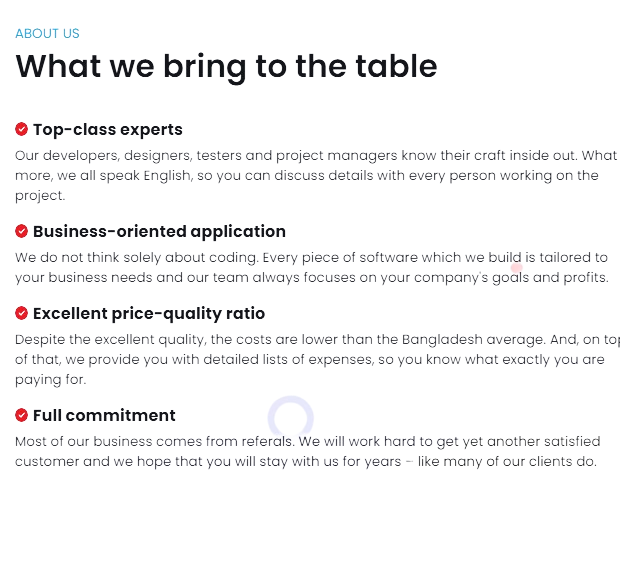 ABOUT US
What we bring to the table
Top-class experts
Our developers, designers, testers and project managers know their craft inside out. What
more, we all speak English, so you can discuss details with every person working on the
project.
Business-oriented application
We do not think solely about coding. Every piece of software which we build is tailored to
your business needs and our team always focuses on your company's goals and profits.
Excellent price-quality ratio
Despite the excellent quality, the costs are lower than the Bangladesh average. And, on top
of that, we provide you with detailed lists of expenses, so you know what exactly you are
paying for.
Full commitment
Most of our business comes from referals. We will work hard to get yet another satisfied
customer and we hope that you will stay with us for years – like many of our clients do.